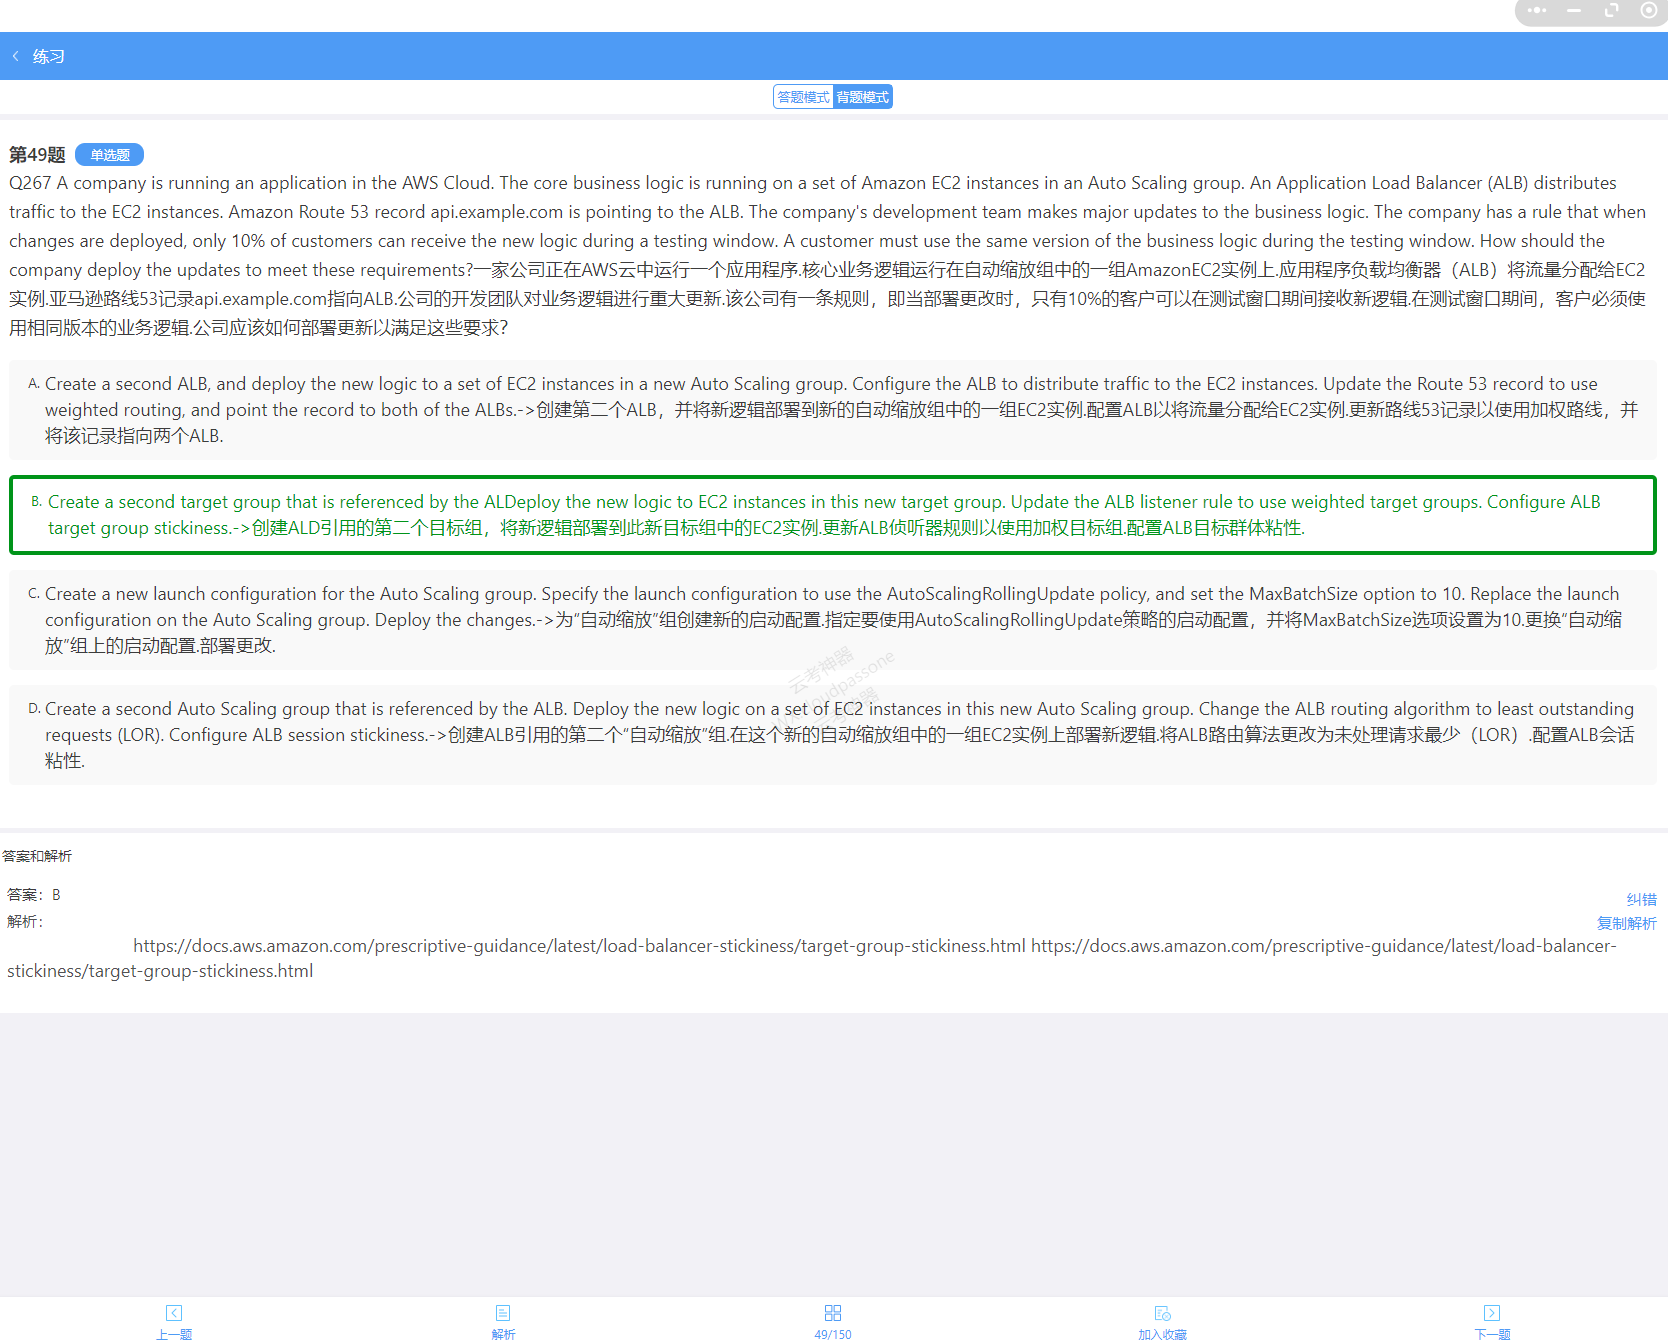 练习
答题模式 背题模式
第49题 单选题
Q267 A company is running an application in the AWS Cloud. The core business logic is running on a set of Amazon EC2 instances in an Auto Scaling group. An Application Load Balancer (ALB) distributes
traffic to the EC2 instances. Amazon Route 53 record api.example.com is pointing to the ALB. The company's development team makes major updates to the business logic. The company has a rule that when
changes are deployed, only 10% of customers can receive the new logic during a testing window. A customer must use the same version of the business logic during the testing window. How should the
company deploy the updates to meet these requirements?一家公司正在AWS云中运行一个应用程序.核心业务逻辑运行在自动缩放组中的一组AmazonEC2实例上.应用程序负载均衡器（ALB）将流量分配给EC2
实例.亚马逊路线53记录api.example.com指向ALB.公司的开发团队对业务逻辑进行重大更新.该公司有一条规则，即当部署更改时，只有10%的客户可以在测试窗口期间接收新逻辑.在测试窗口期间，客户必须使
用相同版本的业务逻辑.公司应该如何部署更新以满足这些要求?
A. Create a second ALB, and deploy the new logic to a set of EC2 instances in a new Auto Scaling group. Configure the ALB to distribute traffic to the EC2 instances. Update the Route 53 record to use
weighted routing, and point the record to both of the ALBs.->创建第二个ALB，并将新逻辑部署到新的自动缩放组中的一组EC2实例.配置ALB以将流量分配给EC2实例.更新路线53记录以使用加权路线，并
将该记录指向两个ALB.
B. Create a second target group that is referenced by the ALDeploy the new logic to EC2 instances in this new target group. Update the ALB listener rule to use weighted target groups. Configure ALB
target group stickiness.->创建ALD引用的第二个目标组，将新逻辑部署到此新目标组中的EC2实例.更新ALB侦听器规则以使用加权目标组.配置ALB目标群体粘性.
C. Create a new launch configuration for the Auto Scaling group. Specify the launch configuration to use the AutoScalingRollingUpdate policy, and set the MaxBatchSize option to 10. Replace the launch
configuration on the Auto Scaling group. Deploy the changes.->为“自动缩放”组创建新的启动配置.指定要使用AutoScalingRollingUpdate策略的启动配置，并将MaxBatchSize选项设置为10.更换“自动缩
放”组上的启动配置.部署更改.
云考神器
cloudpassone
D. Create a second Auto Scaling group that is referenced by the ALB. Deploy the new logic on a set of EC2 instances in this new Auto Scaling group. Change the ALB routing algorithm to least outstanding
requests (LOR). Configure ALB session stickiness.->创建ALB引用的第二个“自动缩放”组.在这个新的自动缩放组中的一组EC2实例上部署新逻辑.将ALB路由算法更改为未处理请求最少（LOR）.配置ALB会话
粘性.
答案和解析
答案：B
纠错
解析：
复制解析
https://docs.aws.amazon.com/prescriptive-guidance/latest/load-balancer-stickiness/target-group-stickiness.html https://docs.aws.amazon.com/prescriptive-guidance/latest/load-balancer-
stickiness/target-group-stickiness.html
上一题 解析 49/150 加入收藏 下一题